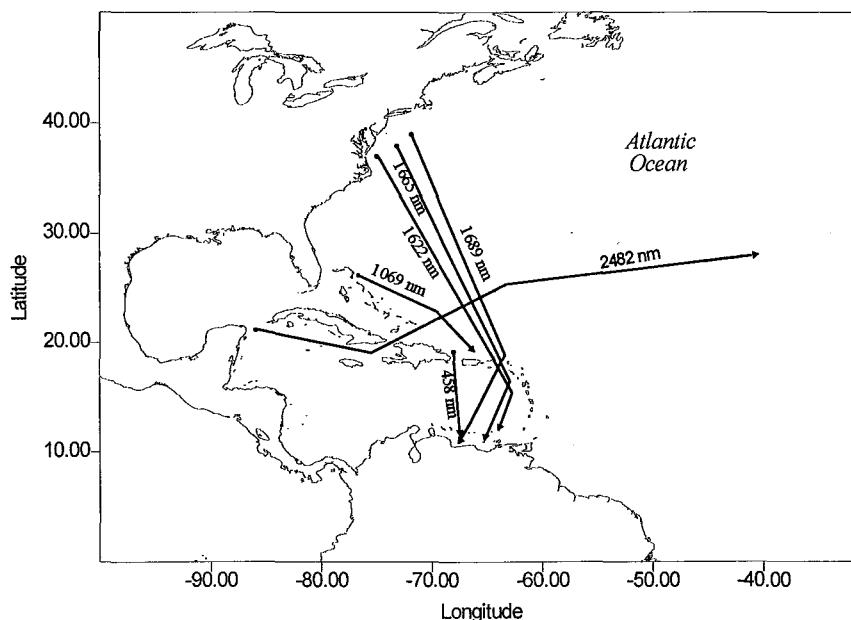 40.00
30.00
20.00
10.00
Latitude
Atlantic
Ocean
1665 nm
1622 nm
1689 nm
2482 nm
1069 nm
458 nm
-90.00
-80.00
-70.00
-60.00
-50.00
-40.00
Longitude